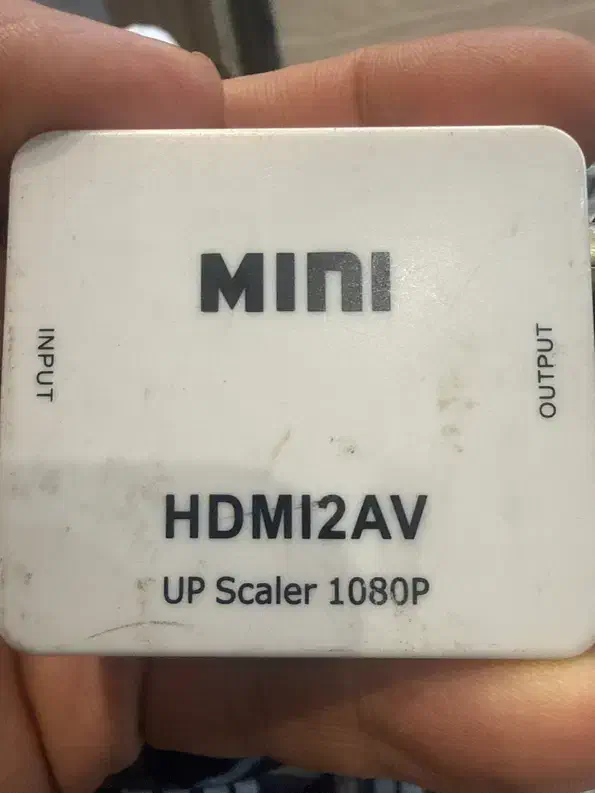 MINI
INPUT
OUTPUT
HDMI2AV
UP Scaler 1080P